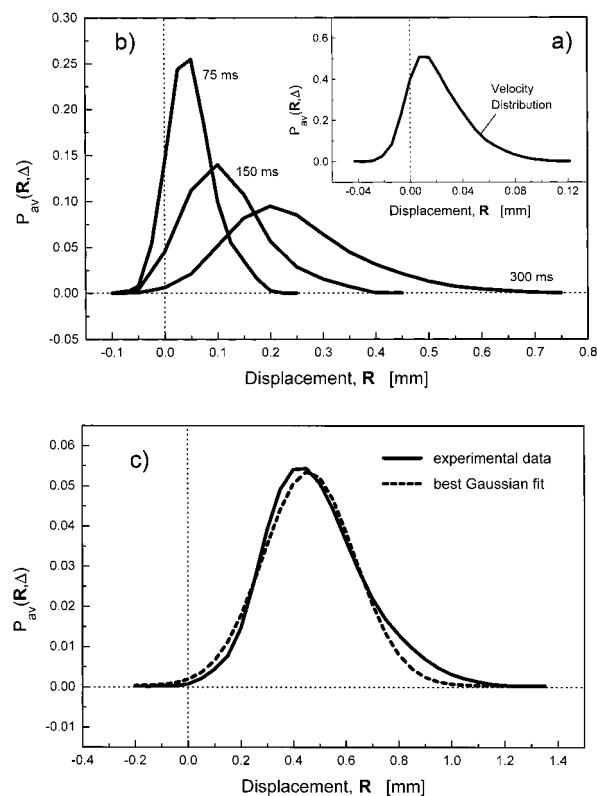 b)
75 ms
150 ms
300 ms
P_av(R,Δ)
0.30
0.25
0.20
0.15
0.10
0.05
0.00
-0.05
-0.1 0.0 0.1 0.2 0.3 0.4 0.5 0.6 0.7 0.8
Displacement, R [mm]
a)
Velocity
Distribution
P_av(R,Δ)
0.6
0.4
0.2
0.0
-0.04 0.00 0.04 0.08 0.12
Displacement, R [mm]
c)
experimental data
best Gaussian fit
P_av(R,Δ)
0.06
0.05
0.04
0.03
0.02
0.01
0.00
-0.01
-0.4 -0.2 0.0 0.2 0.4 0.6 0.8 1.0 1.2 1.4
Displacement, R [mm]